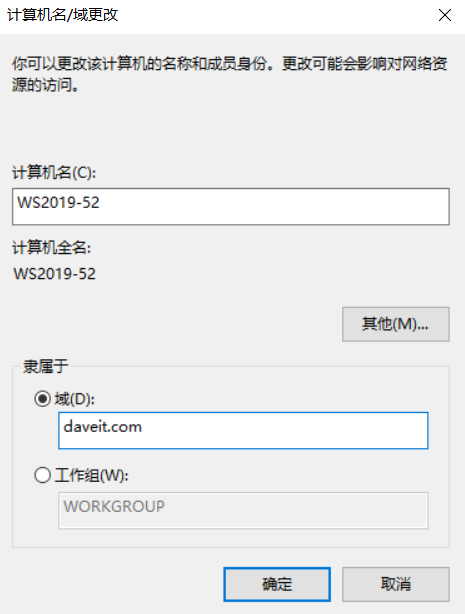 计算机名/域更改
你可以更改该计算机的名称和成员身份。更改可能会影响对网络资
源的访问。
计算机名(C):
WS2019-52
计算机全名:
WS2019-52
其他(M)...
隶属于
域(D):
daveit.com
工作组(W):
WORKGROUP
确定
取消